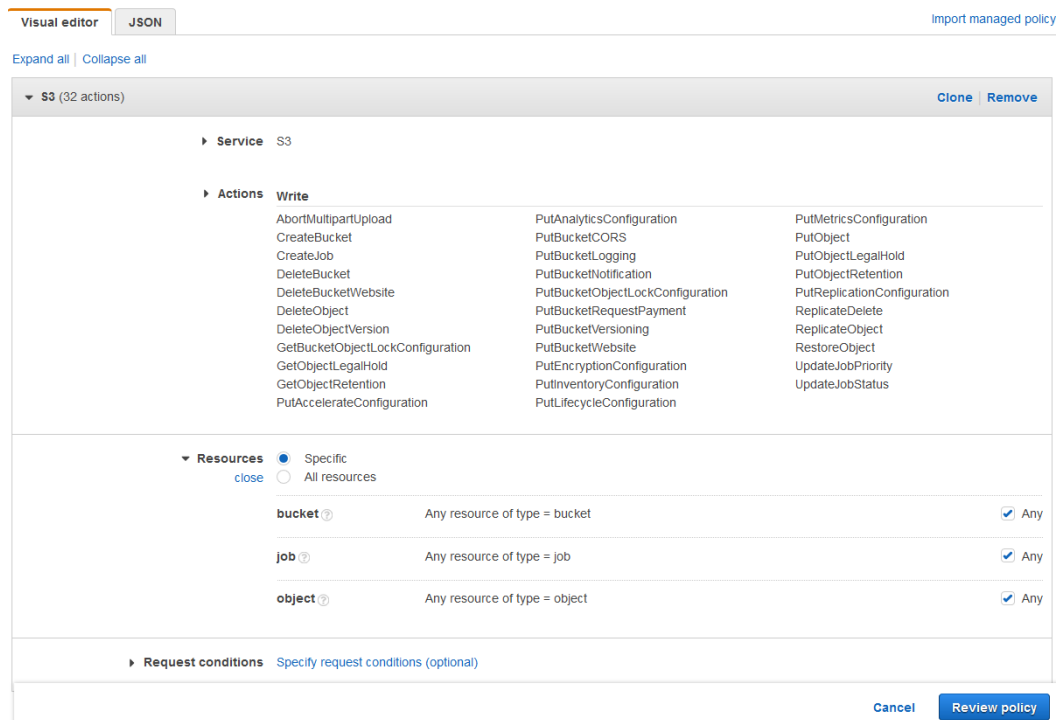 Visual editor JSON Import managed policy
Expand all Collapse all
S3 (32 actions) Clone Remove
Service S3
Actions Write
AbortMultipartUpload PutAnalyticsConfiguration PutMetricsConfiguration
CreateBucket PutBucketCORS PutObject
CreateJob PutBucketLogging PutObjectLegalHold
DeleteBucket PutBucketNotification PutObjectRetention
DeleteBucketWebsite PutBucketObjectLockConfiguration PutReplicationConfiguration
DeleteObject PutBucketRequestPayment ReplicateDelete
DeleteObjectVersion PutBucketVersioning ReplicateObject
GetBucketObjectLockConfiguration PutBucketWebsite RestoreObject
GetObjectLegalHold PutEncryptionConfiguration UpdateJobPriority
GetObjectRetention PutInventoryConfiguration UpdateJobStatus
PutAccelerateConfiguration PutLifecycleConfiguration
Resources Specific
close All resources
bucket ? Any resource of type = bucket Any
job ? Any resource of type = job Any
object ? Any resource of type = object Any
Request conditions Specify request conditions (optional)
Cancel Review policy